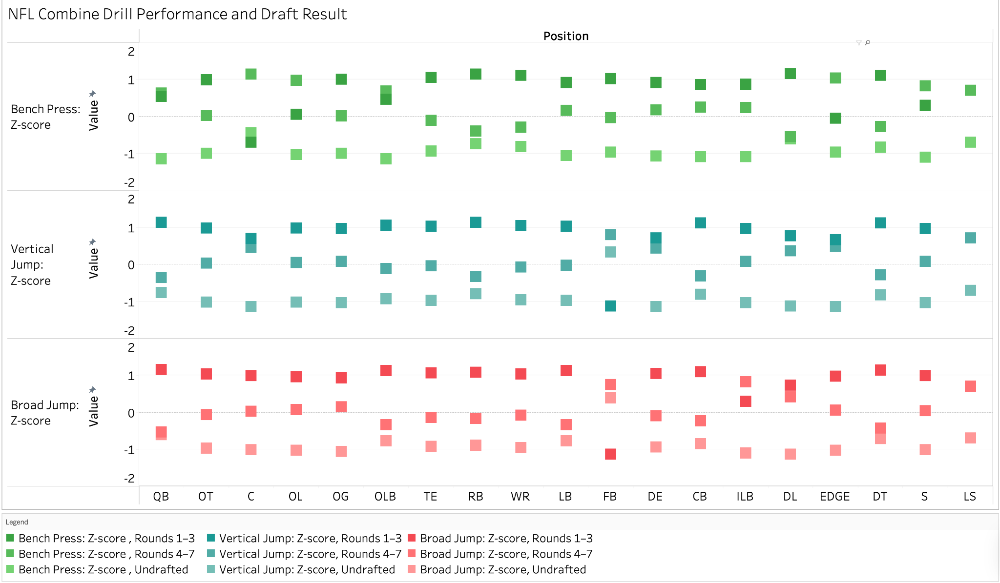 NFL Combine Drill Performance and Draft Result
Position
Bench Press:
Z-score
Value
2
1
0
-1
-2
Vertical
Jump:
Z-score
Value
2
1
0
-1
-2
Broad Jump:
Z-score
Value
2
1
0
-1
-2
QB OT C OL OG OLB TE RB WR LB FB DE CB ILB DL EDGE DT S LS
Legend
Bench Press: Z-score , Rounds 1–3 Vertical Jump: Z-score, Rounds 1–3 Broad Jump: Z-score, Rounds 1–3
Bench Press: Z-score , Rounds 4–7 Vertical Jump: Z-score, Rounds 4–7 Broad Jump: Z-score, Rounds 4–7
Bench Press: Z-score , Undrafted Vertical Jump: Z-score, Undrafted Broad Jump: Z-score, Undrafted